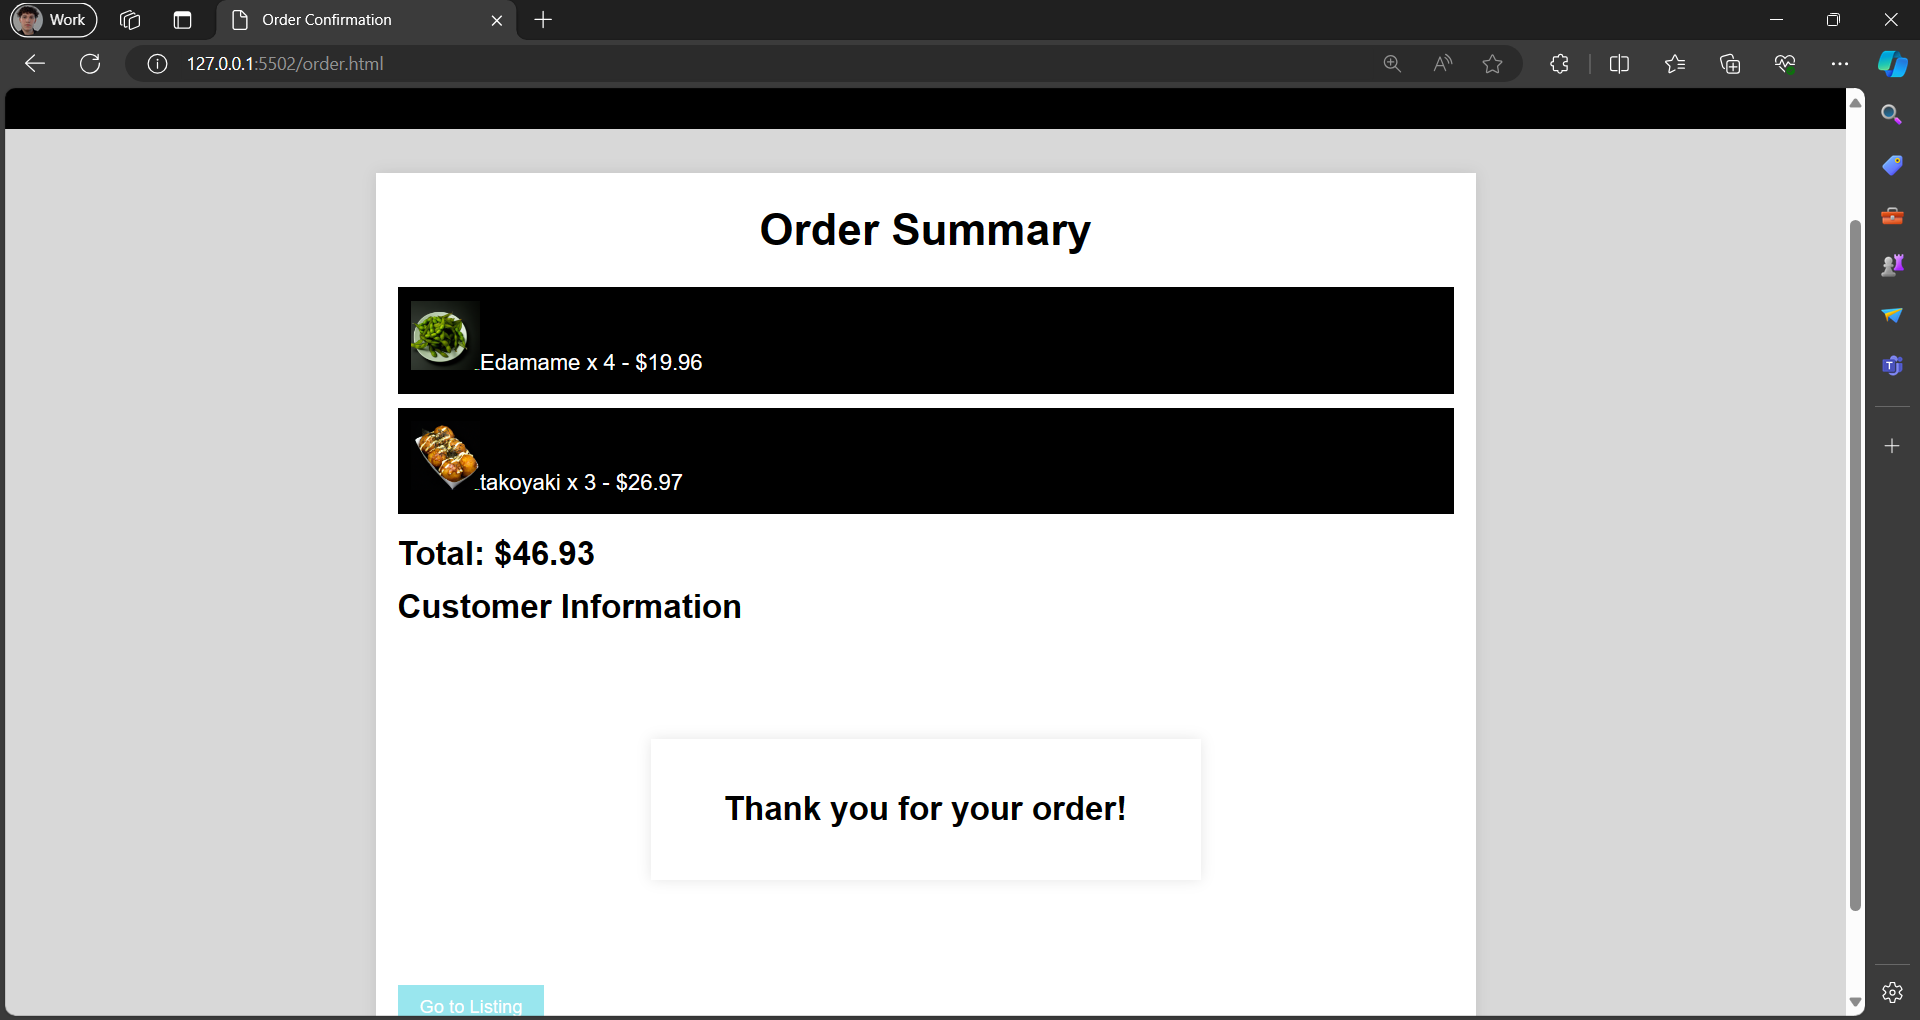 Work
Order Confirmation
127.0.0.1:5502/order.html
Order Summary
Edamame x 4 - $19.96
takoyaki x 3 - $26.97
Total: $46.93
Customer Information
Thank you for your order!
Go to Listing